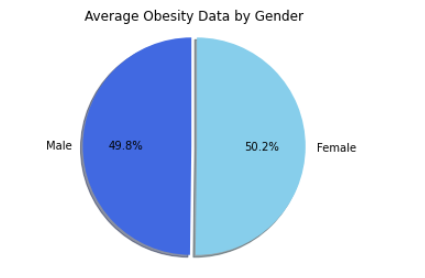 Average Obesity Data by Gender
Male
49.8%
50.2%
Female